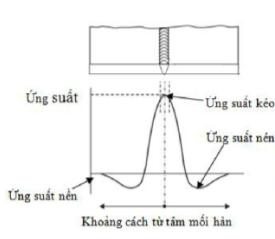 Ứng suất
Ứng suất kéo
Ứng suất nén
Ứng suất nền
Khoảng cách từ tâm mối hàn